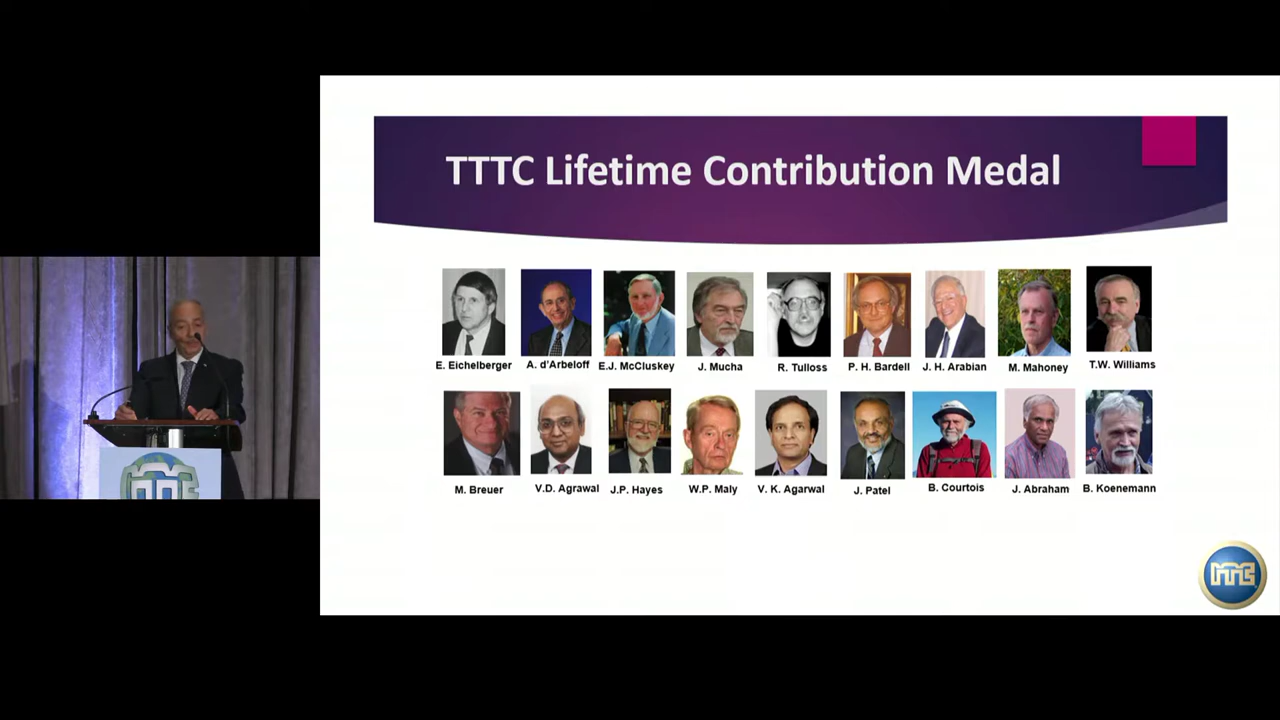 TTTC Lifetime Contribution Medal
E. Eichelberger
A. d'Arbeloff
E.J. McCluskey
J. Mucha
R. Tulloss
P. H. Bardell
J. H. Arabian
M. Mahoney
T.W. Williams
M. Breuer
V.D. Agrawal
J.P. Hayes
W.P. Maly
V. K. Agarwal
J. Patel
B. Courtois
J. Abraham
B. Koenemann